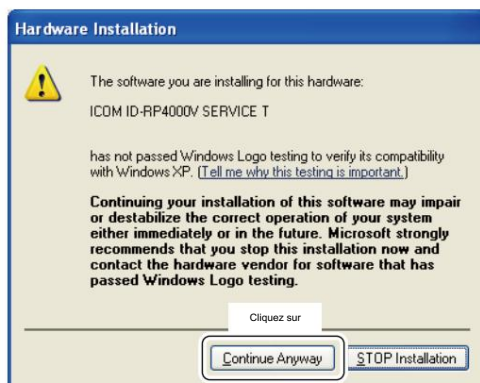 Hardware Installation
The software you are installing for this hardware:
ICOM ID-RP4000V SERVICE T
has not passed Windows Logo testing to verify its compatibility
with Windows XP. (Tell me why this testing is important.)
Continuing your installation of this software may impair
or destabilize the correct operation of your system
either immediately or in the future. Microsoft strongly
recommends that you stop this installation now and
contact the hardware vendor for software that has
passed Windows Logo testing.
Cliquez sur
Continue Anyway
STOP Installation